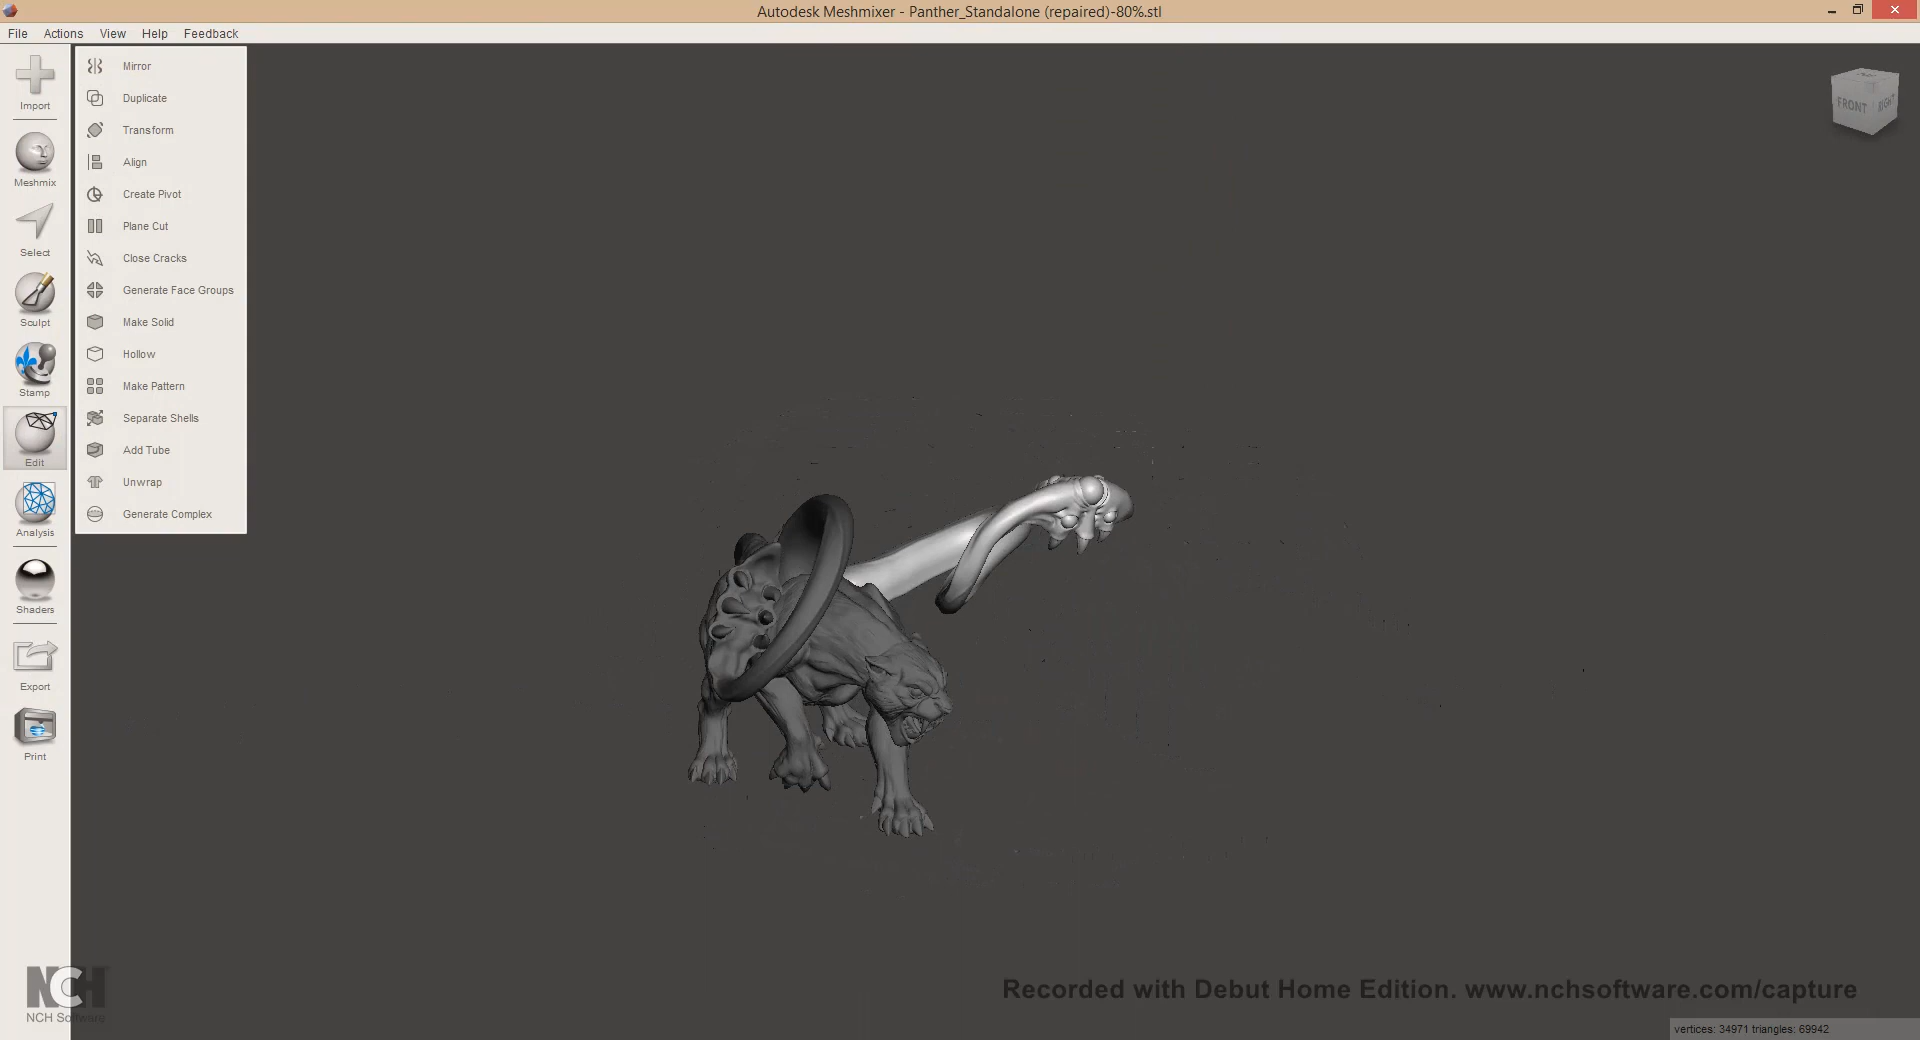 Autodesk Meshmixer - Panther_Standalone (repaired)-80%.stl
File Actions View Help Feedback
Import
Meshmix
Select
Sculpt
Stamp
Edit
Analysis
Shaders
Export
Print
Mirror
Duplicate
Transform
Align
Create Pivot
Plane Cut
Close Cracks
Generate Face Groups
Make Solid
Hollow
Make Pattern
Separate Shells
Add Tube
Unwrap
Generate Complex
FRONT RIGHT
NCH
NCH Software
Recorded with Debut Home Edition. www.nchsoftware.com/capture
vertices: 34971 triangles: 69942